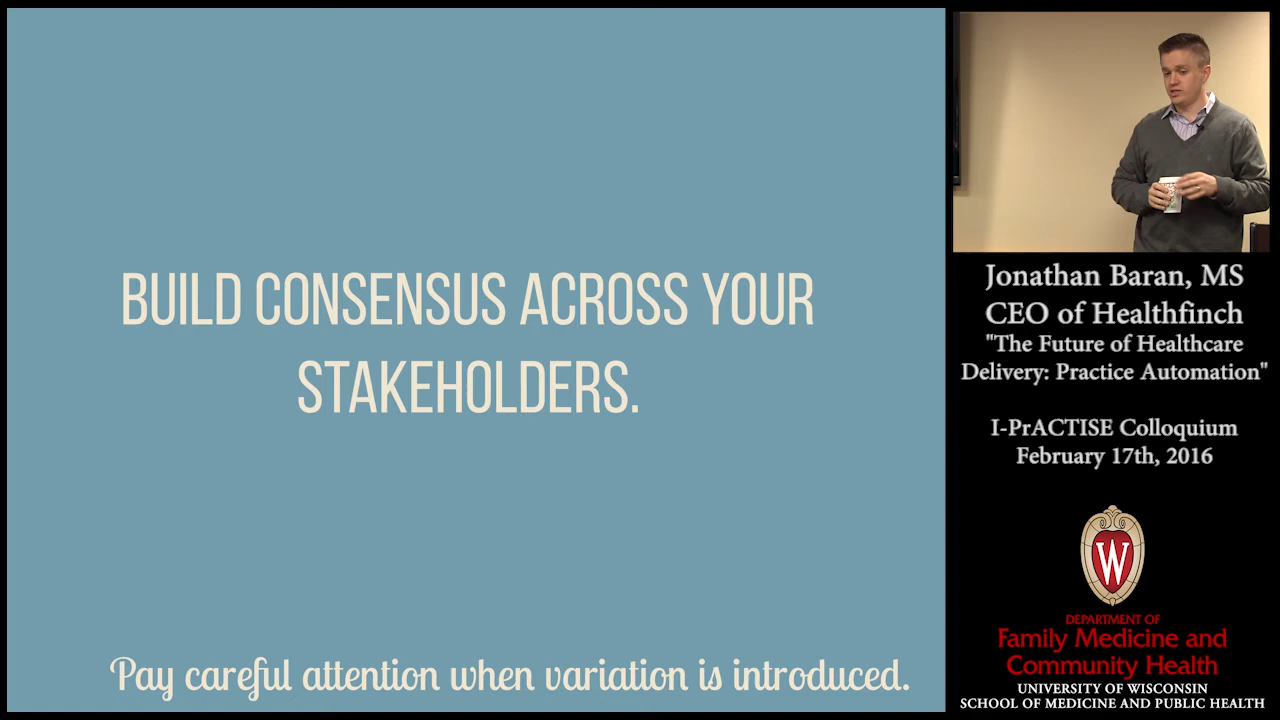 BUILD CONSENSUS ACROSS YOUR
STAKEHOLDERS.
Pay careful attention when variation is introduced.
Jonathan Baran, MS
CEO of Healthfinch
"The Future of Healthcare
Delivery: Practice Automation"
I-PrACTISE Colloquium
February 17th, 2016
W
DEPARTMENT OF
Family Medicine and
Community Health
UNIVERSITY OF WISCONSIN
SCHOOL OF MEDICINE AND PUBLIC HEALTH